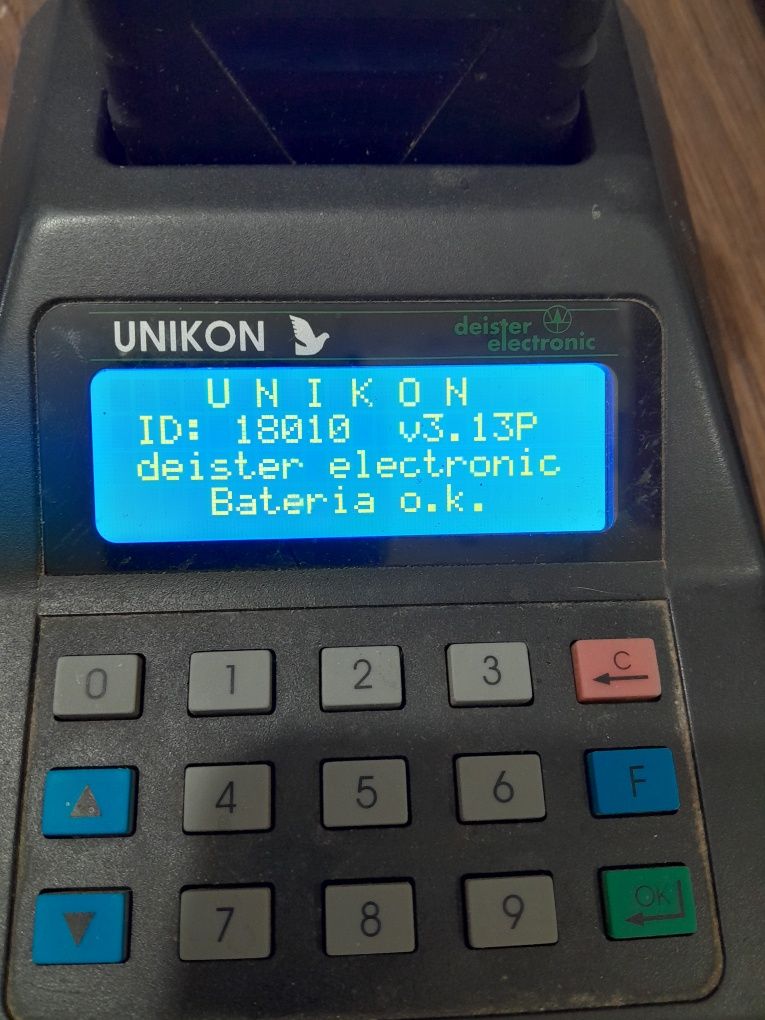 UNIKON
deister
electronic
U N I K O N
ID: 18010 v3.13P
deister electronic
Bateria o.k.
0 1 2 3 C
4 5 6 F
7 8 9 OK